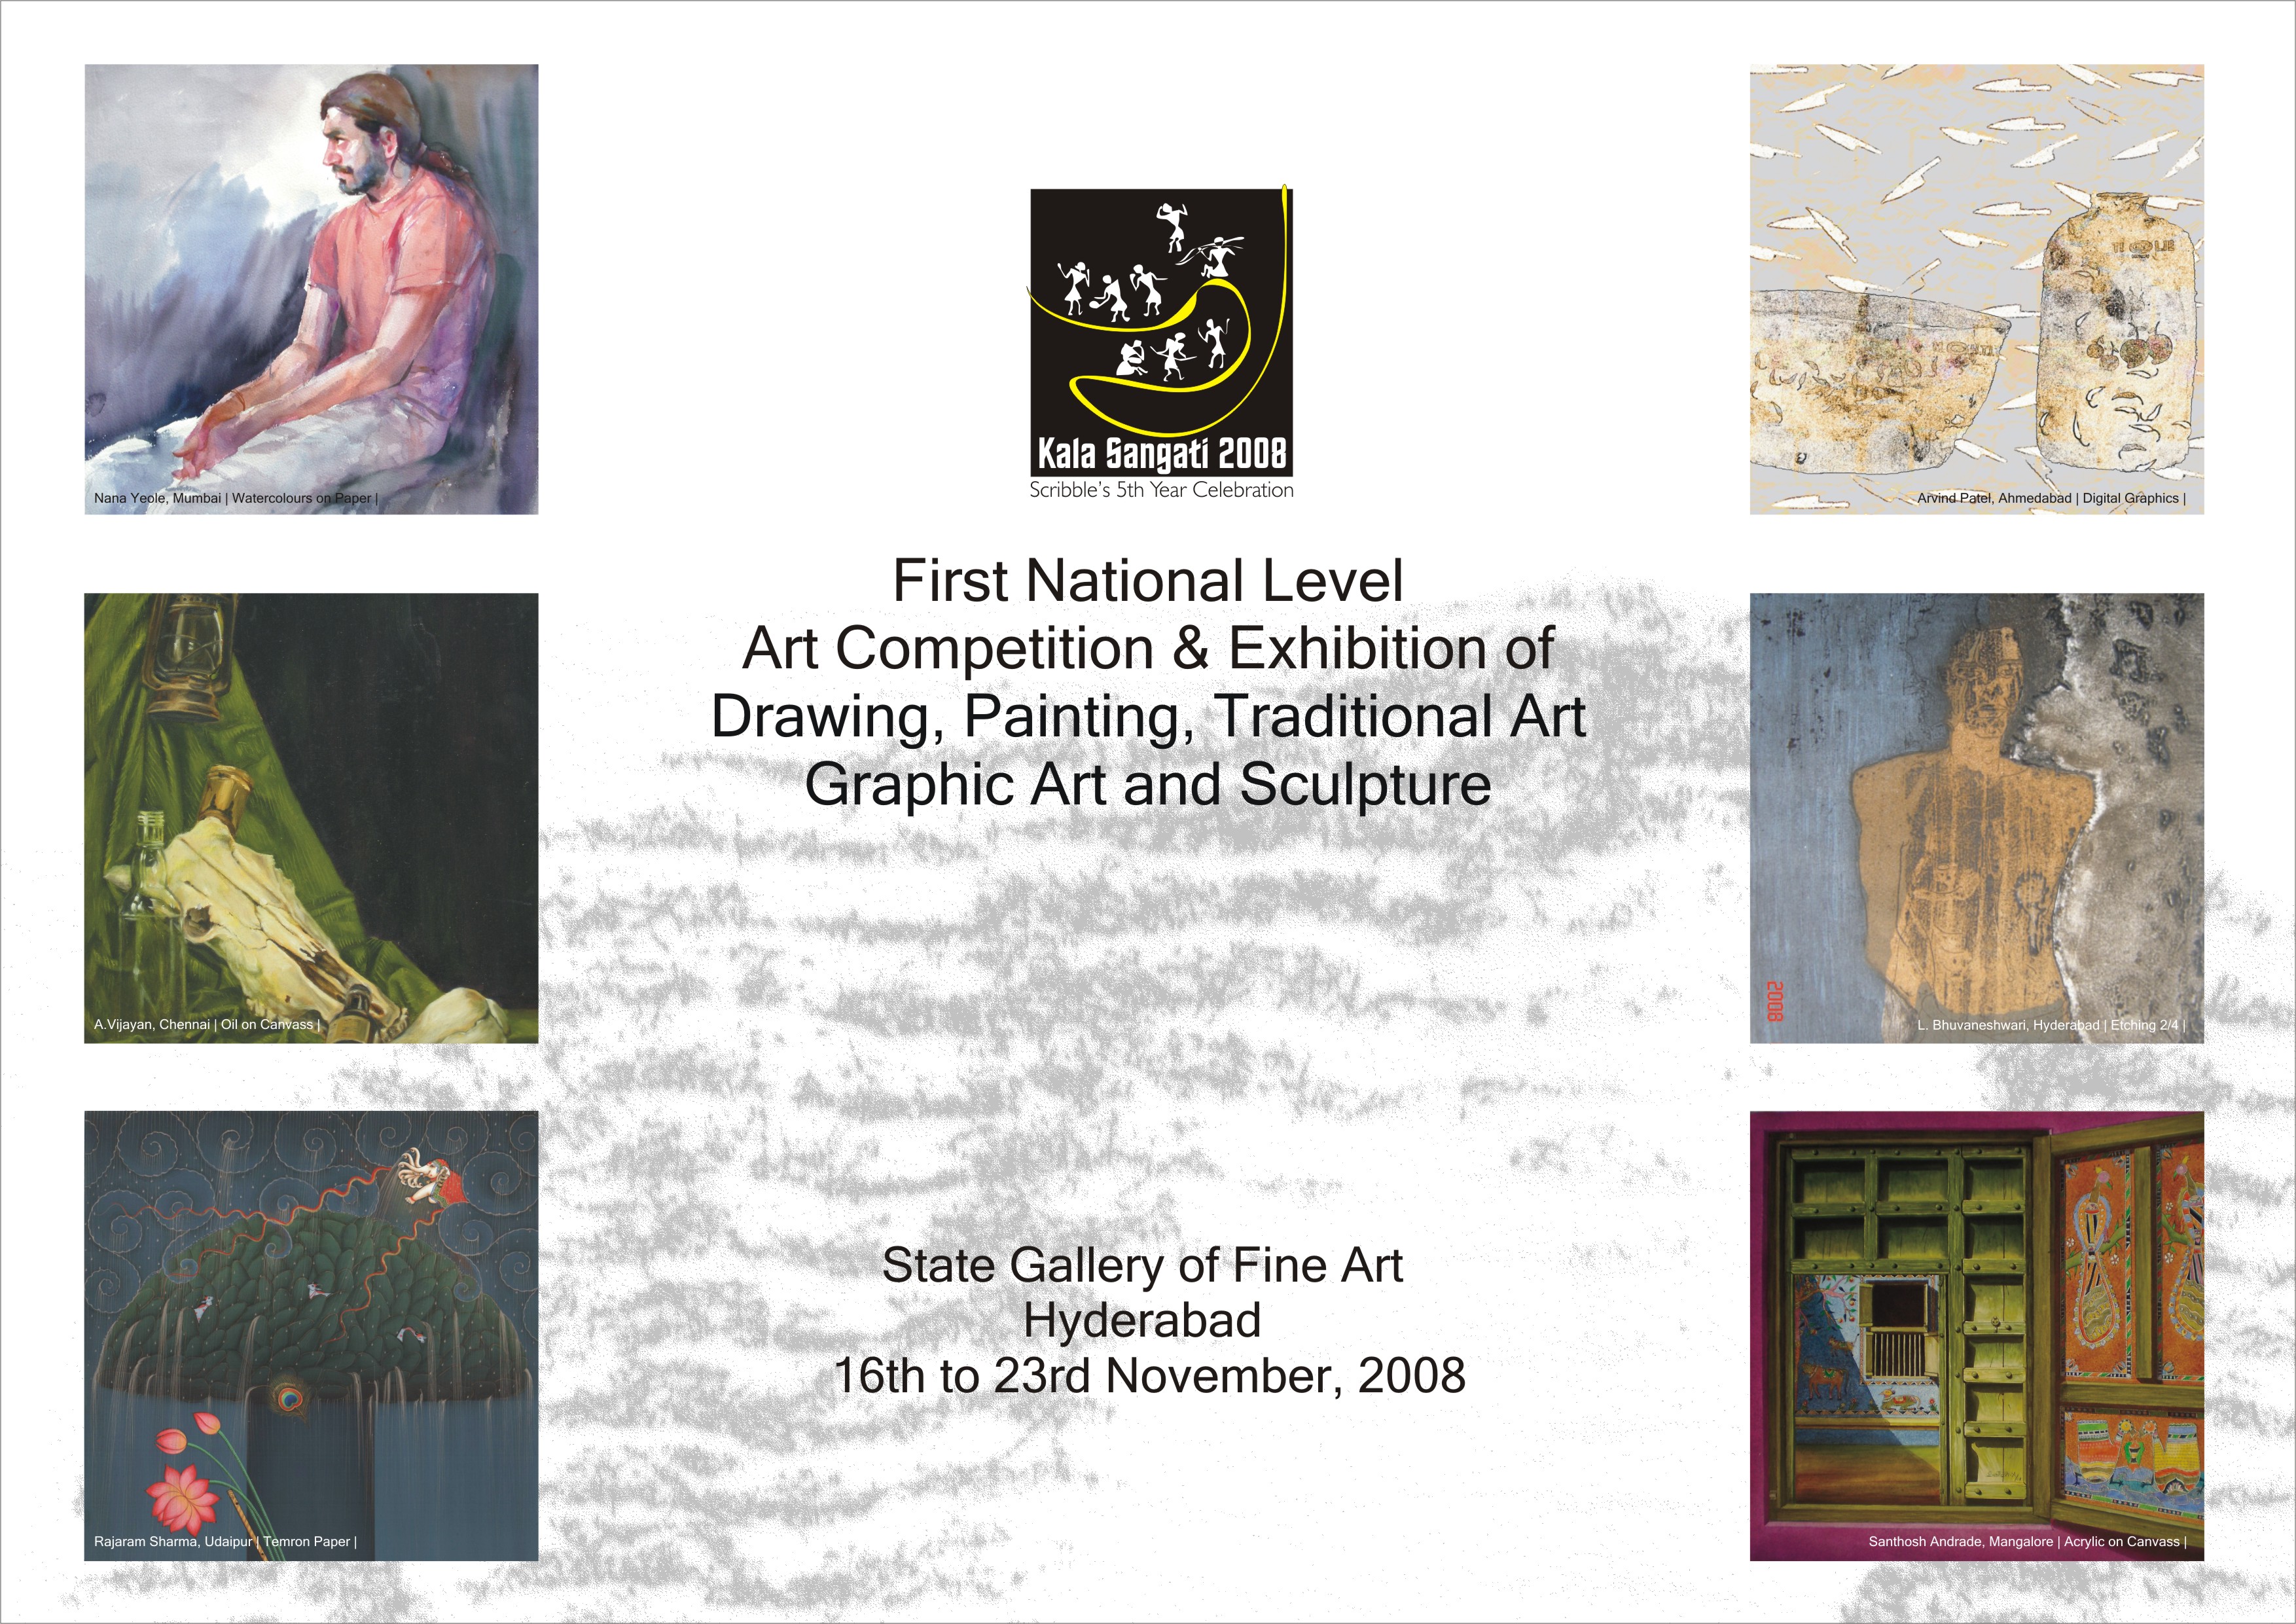 Nana Yeole, Mumbai | Watercolours on Paper |
A.Vijayan, Chennai | Oil on Canvass |
Rajaram Sharma, Udaipur | Temron Paper |
Kala Sangati 2008
Scribble's 5th Year Celebration
First National Level
Art Competition & Exhibition of
Drawing, Painting, Traditional Art
Graphic Art and Sculpture
State Gallery of Fine Art
Hyderabad
16th to 23rd November, 2008
Arvind Patel, Ahmedabad | Digital Graphics |
2008
L. Bhuvaneshwari, Hyderabad | Etching 2/4 |
Santhosh Andrade, Mangalore | Acrylic on Canvass |